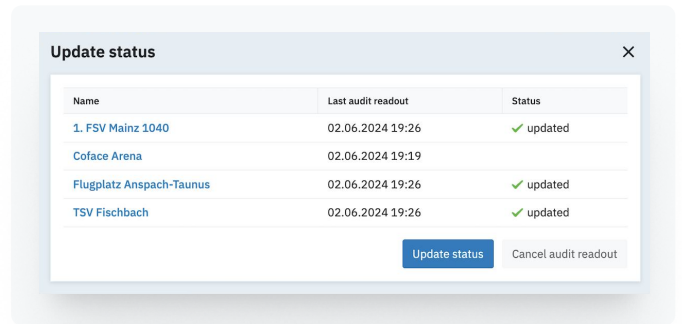 Update status
Name Last audit readout Status
1. FSV Mainz 1040 02.06.2024 19:26 updated
Coface Arena 02.06.2024 19:19
Flugplatz Anspach-Taunus 02.06.2024 19:26 updated
TSV Fischbach 02.06.2024 19:26 updated
Update status Cancel audit readout